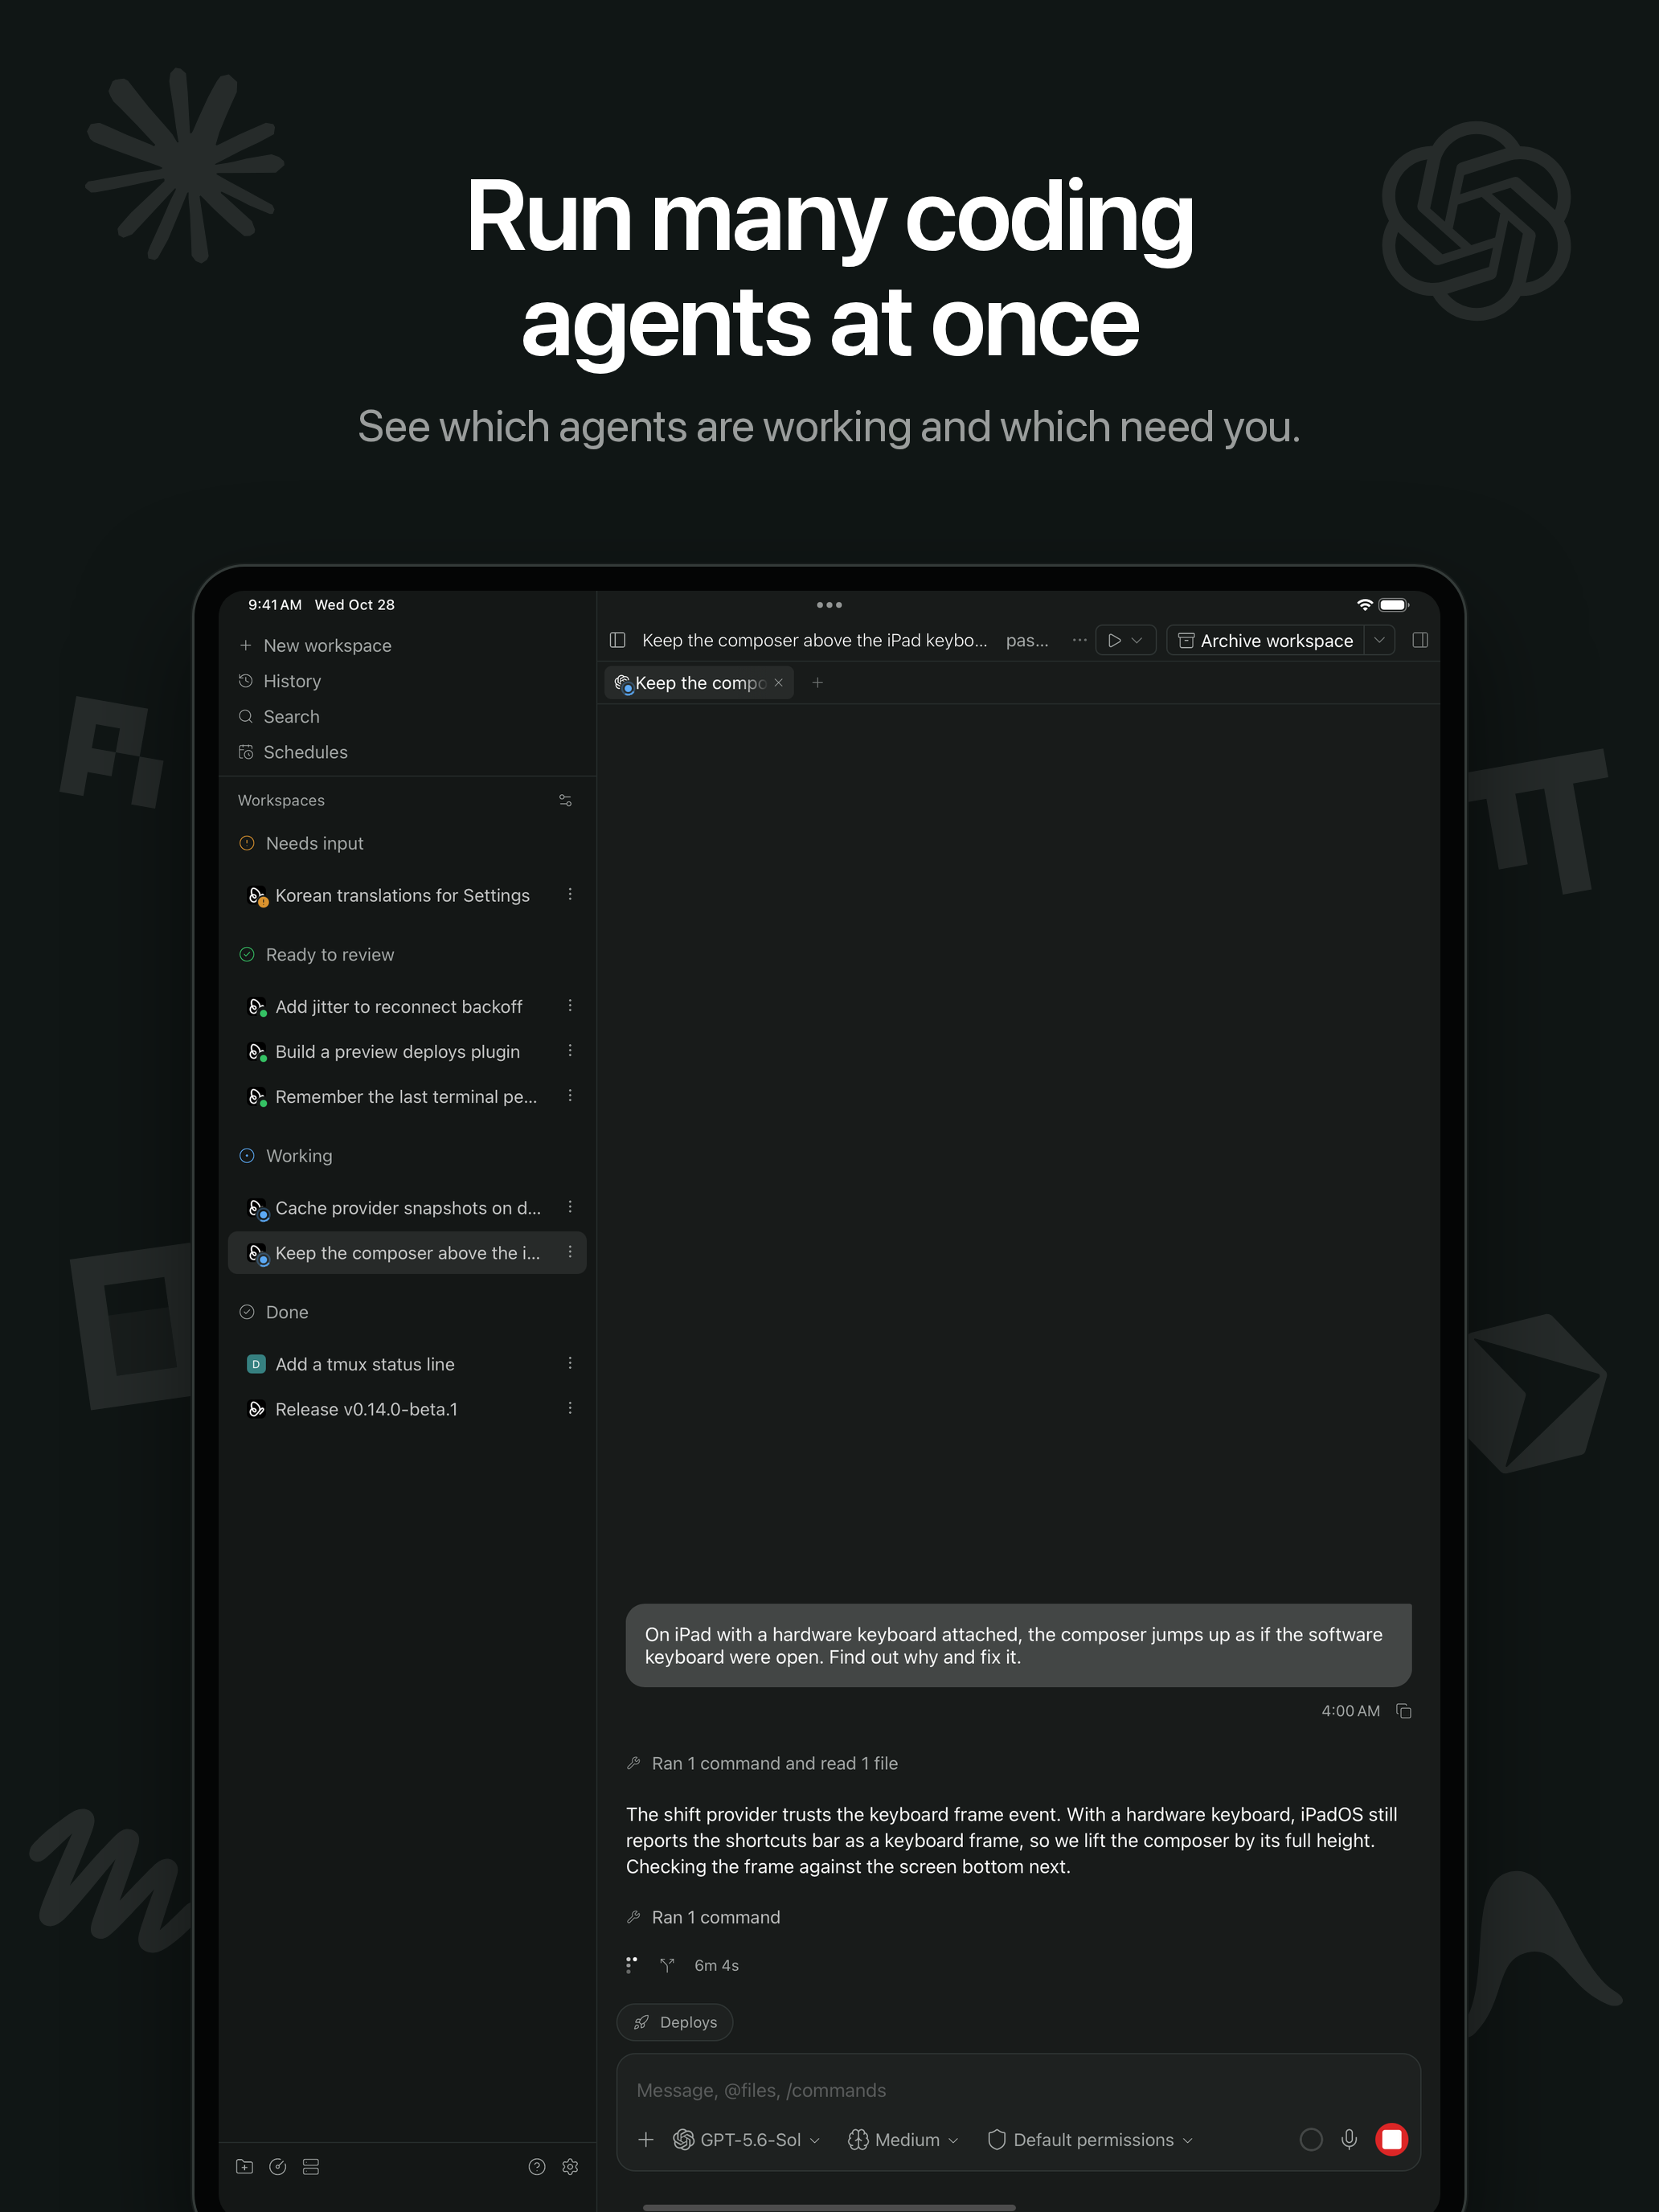 Run many coding
agents at once
See which agents are working and which need you.
9:41 AM Wed Oct 28
New workspace
History
Search
Schedules
Workspaces
Needs input
Korean translations for Settings
Ready to review
Add jitter to reconnect backoff
Build a preview deploys plugin
Remember the last terminal pe...
Working
Cache provider snapshots on d...
Keep the composer above the i...
Done
D Add a tmux status line
Release v0.14.0-beta.1
Keep the composer above the iPad keybo... pas...
Archive workspace
Keep the compo
On iPad with a hardware keyboard attached, the composer jumps up as if the software
keyboard were open. Find out why and fix it.
4:00 AM
Ran 1 command and read 1 file
The shift provider trusts the keyboard frame event. With a hardware keyboard, iPadOS still
reports the shortcuts bar as a keyboard frame, so we lift the composer by its full height.
Checking the frame against the screen bottom next.
Ran 1 command
6m 4s
Deploys
Message, @files, /commands
GPT-5.6-Sol Medium Default permissions